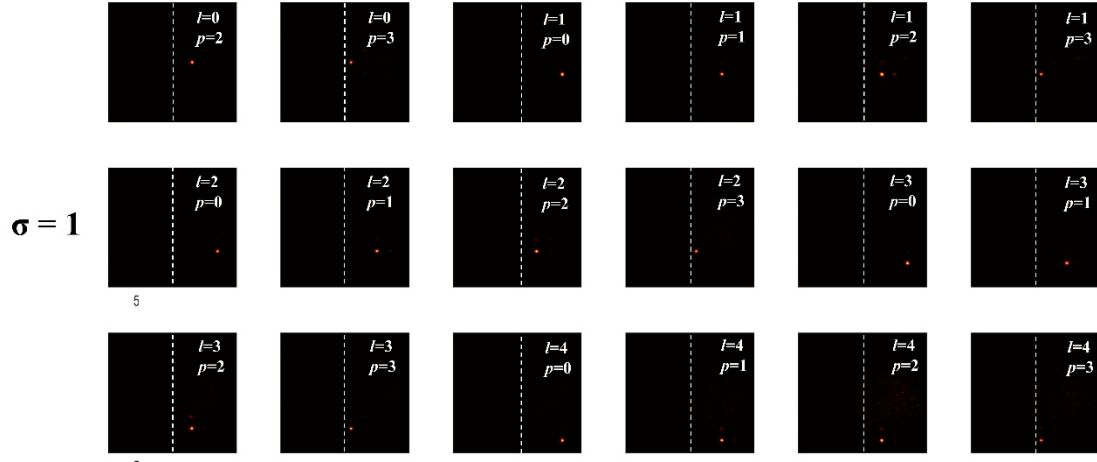 l=0
p=2
l=0
p=3
l=1
p=0
l=1
p=1
l=1
p=2
l=1
p=3
σ = 1
l=2
p=0
l=2
p=1
l=2
p=2
l=2
p=3
l=3
p=0
l=3
p=1
5
l=3
p=2
l=3
p=3
l=4
p=0
l=4
p=1
l=4
p=2
l=4
p=3